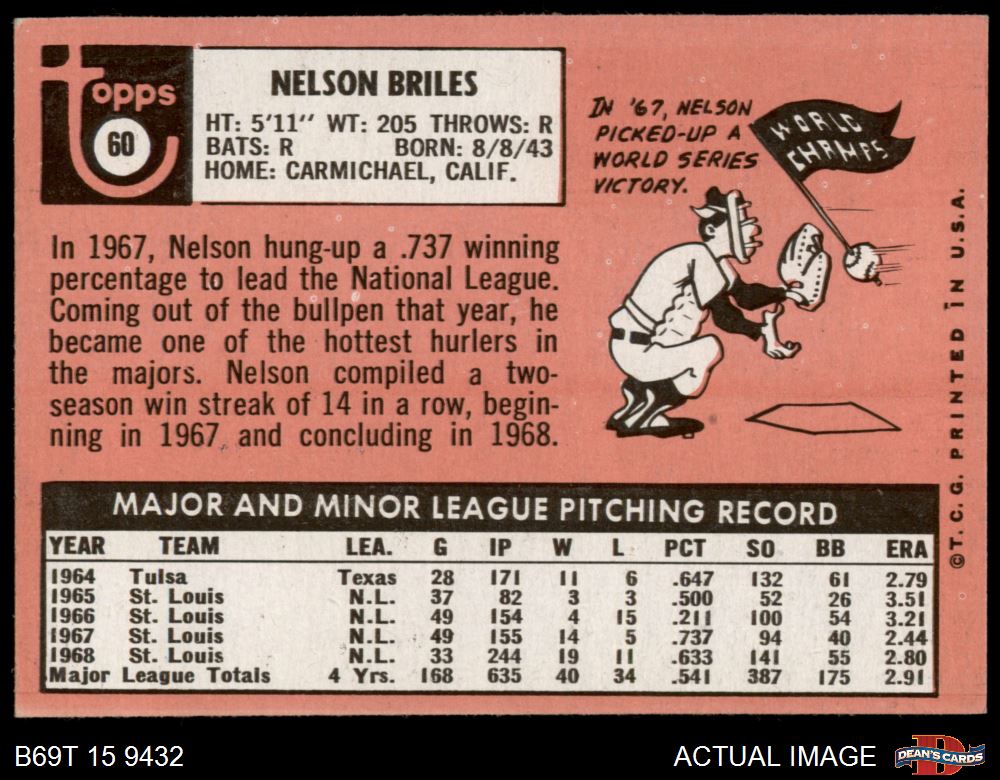 topps
60
NELSON BRILES
HT: 5'11" WT: 205 THROWS: R
BATS: R BORN: 8/8/43
HOME: CARMICHAEL, CALIF.
IN '67, NELSON
PICKED-UP A
WORLD SERIES
VICTORY.
WORLD
CHAMPS
In 1967, Nelson hung-up a .737 winning
percentage to lead the National League.
Coming out of the bullpen that year, he
became one of the hottest hurlers in
the majors. Nelson compiled a two-
season win streak of 14 in a row, begin-
ning in 1967 and concluding in 1968.
©T.C.G. PRINTED IN U.S.A.
MAJOR AND MINOR LEAGUE PITCHING RECORD
YEAR TEAM LEA. G IP W L PCT SO BB ERA
1964 Tulsa Texas 28 171 11 6 .647 132 61 2.79
1965 St. Louis N.L. 37 82 3 3 .500 52 26 3.51
1966 St. Louis N.L. 49 154 4 15 .211 100 54 3.21
1967 St. Louis N.L. 49 155 14 5 .737 94 40 2.44
1968 St. Louis N.L. 33 244 19 11 .633 141 55 2.80
Major League Totals 4 Yrs. 168 635 40 34 .541 387 175 2.91
B69T 15 9432
ACTUAL IMAGE
DEAN'S CARDS